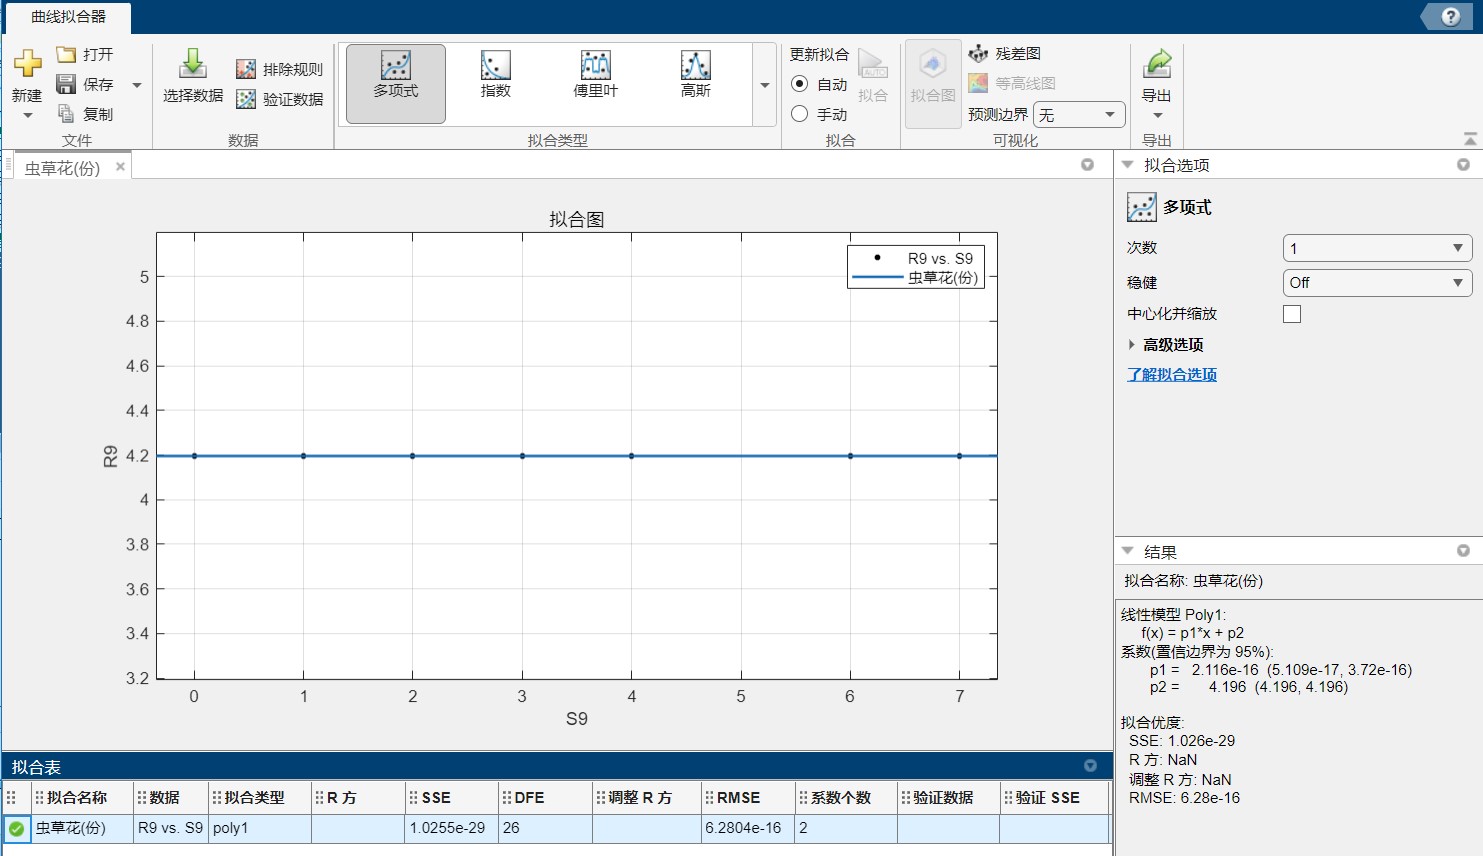 曲线拟合器
?
新建
打开
保存
复制
文件
选择数据
排除规则
验证数据
数据
多项式
指数
傅里叶
高斯
拟合类型
更新拟合
自动
手动
AUTO
拟合
拟合
拟合图
残差图
等高线图
预测边界 无
可视化
导出
导出
虫草花(份) ×
拟合图
R9 vs. S9
虫草花(份)
5
4.8
4.6
4.4
4.2
4
3.8
3.6
3.4
3.2
R9
0 1 2 3 4 5 6 7
S9
拟合选项
多项式
次数 1
稳健 Off
中心化并缩放
高级选项
了解拟合选项
结果
拟合名称: 虫草花(份)
线性模型 Poly1:
f(x) = p1*x + p2
系数(置信边界为 95%):
p1 = 2.116e-16 (5.109e-17, 3.72e-16)
p2 = 4.196 (4.196, 4.196)
拟合优度:
SSE: 1.026e-29
R 方: NaN
调整 R 方: NaN
RMSE: 6.28e-16
拟合表
拟合名称 数据 拟合类型 R 方 SSE DFE 调整 R 方 RMSE 系数个数 验证数据 验证 SSE
虫草花(份) R9 vs. S9 poly1 1.0255e-29 26 6.2804e-16 2